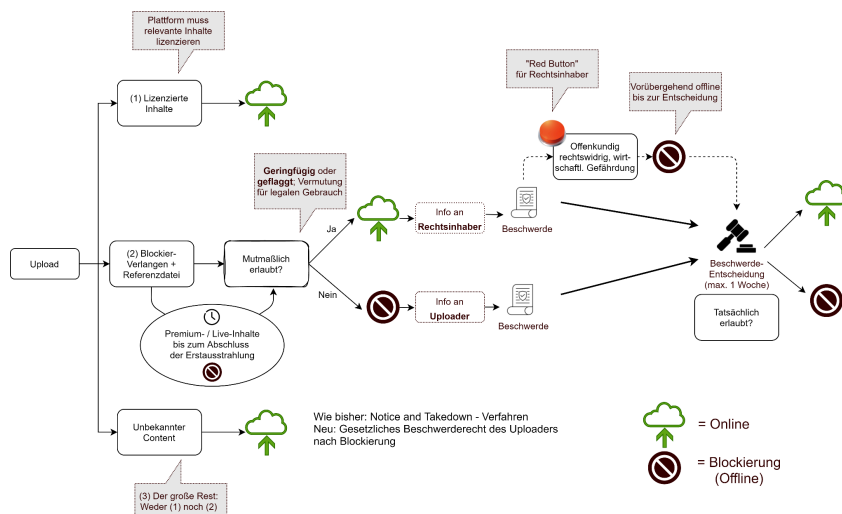 Plattform muss
relevante Inhalte
lizenzieren
(1) Lizenzierte
Inhalte
"Red Button"
für Rechtsinhaber
Vorübergehend offline
bis zur Entscheidung
Offenkundig
rechtswidrig, wirt-
schaftl. Gefährdung
Geringfügig oder
geflaggt: Vermutung
für legalen Gebrauch
Ja
Info an
Rechtsinhaber
Beschwerde
Upload
(2) Blockier-
Verlangen +
Referenzdatei
Mutmaßlich
erlaubt?
Nein
Info an
Uploader
Beschwerde
Beschwerde-
Entscheidung
(max. 1 Woche)
Tatsächlich
erlaubt?
Premium- / Live-Inhalte
bis zum Abschluss
der Erstausstrahlung
Unbekannter
Content
Wie bisher: Notice and Takedown - Verfahren
Neu: Gesetzliches Beschwerderecht des Uploaders
nach Blockierung
(3) Der große Rest:
Weder (1) noch (2)
= Online
= Blockierung
(Offline)